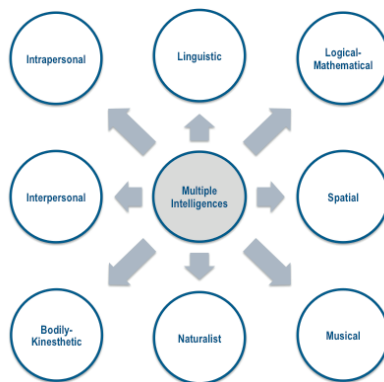 Intrapersonal
Linguistic
Logical-
Mathematical
Interpersonal
Multiple
Intelligences
Spatial
Bodily-
Kinesthetic
Naturalist
Musical